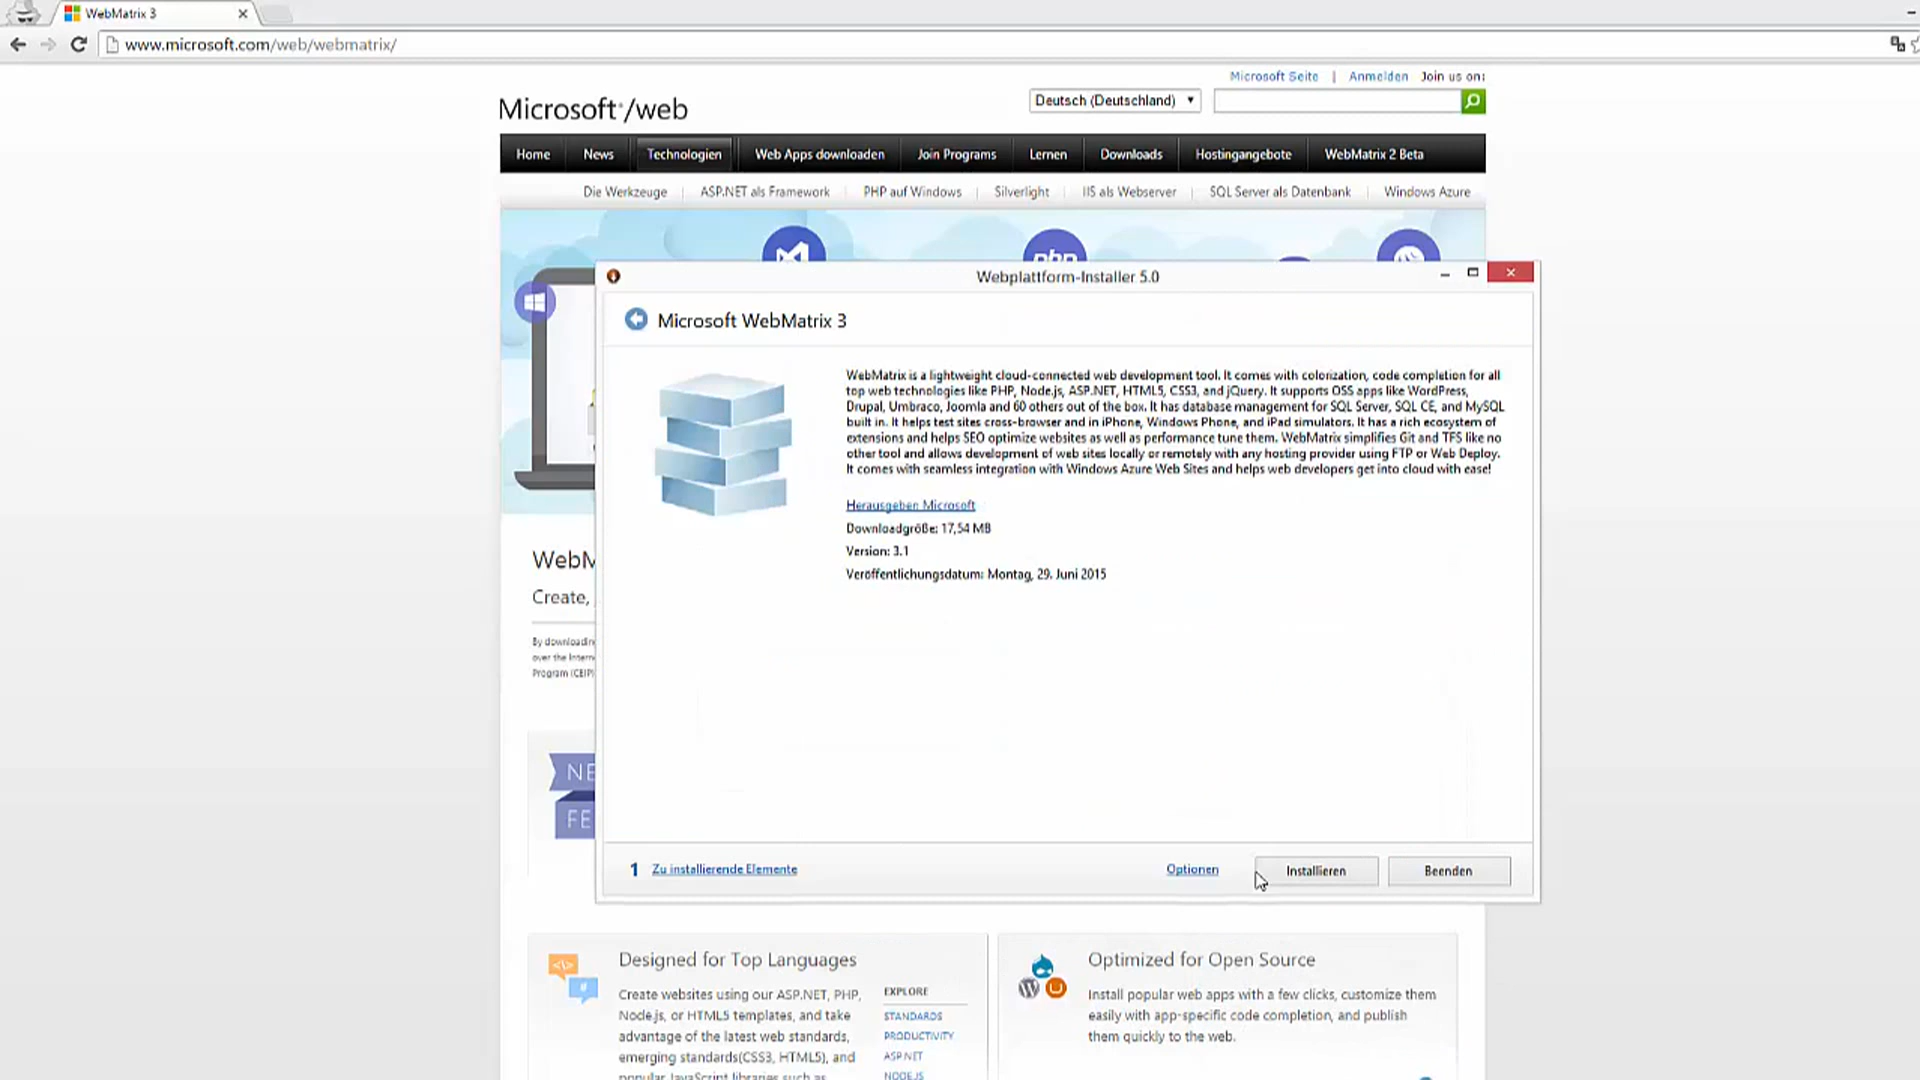 WebMatrix 3
www.microsoft.com/web/webmatrix/
Microsoft Seite | Anmelden Join us on:
Microsoft /web
Deutsch (Deutschland)
Home News Technologien Web Apps downloaden Join Programs Lernen Downloads Hostingangebote WebMatrix 2 Beta
Die Werkzeuge ASP.NET als Framework PHP auf Windows Silverlight IIS als Webserver SQL Server als Datenbank Windows Azure
php
Webplattform-Installer 5.0
Microsoft WebMatrix 3
WebMatrix is a lightweight cloud-connected web development tool. It comes with colorization, code completion for all
top web technologies like PHP, Node.js, ASP.NET, HTML5, CSS3, and jQuery. It supports OSS apps like WordPress,
Drupal, Umbraco, Joomla and 60 others out of the box. It has database management for SQL Server, SQL CE, and MySQL
built in. It helps test sites cross-browser and in iPhone, Windows Phone, and iPad simulators. It has a rich ecosystem of
extensions and helps SEO optimize websites as well as performance tune them. WebMatrix simplifies Git and TFS like no
other tool and allows development of web sites locally or remotely with any hosting provider using FTP or Web Deploy.
It comes with seamless integration with Windows Azure Web Sites and helps web developers get into cloud with ease!
Herausgeben Microsoft
Downloadgröße: 17,54 MB
Version: 3.1
Veröffentlichungsdatum: Montag, 29. Juni 2015
WebM
Create,
By downloadin
over the Intern
Program (CEIP)
NE
FE
1 Zu installierende Elemente
Optionen
Installieren
Beenden
Designed for Top Languages
Create websites using our ASP.NET, PHP,
Node.js, or HTML5 templates, and take
advantage of the latest web standards,
emerging standards(CSS3, HTML5), and
popular JavaScript libraries such as
EXPLORE
STANDARDS
PRODUCTIVITY
ASP.NET
NODE.JS
Optimized for Open Source
Install popular web apps with a few clicks, customize them
easily with app-specific code completion, and publish
them quickly to the web.